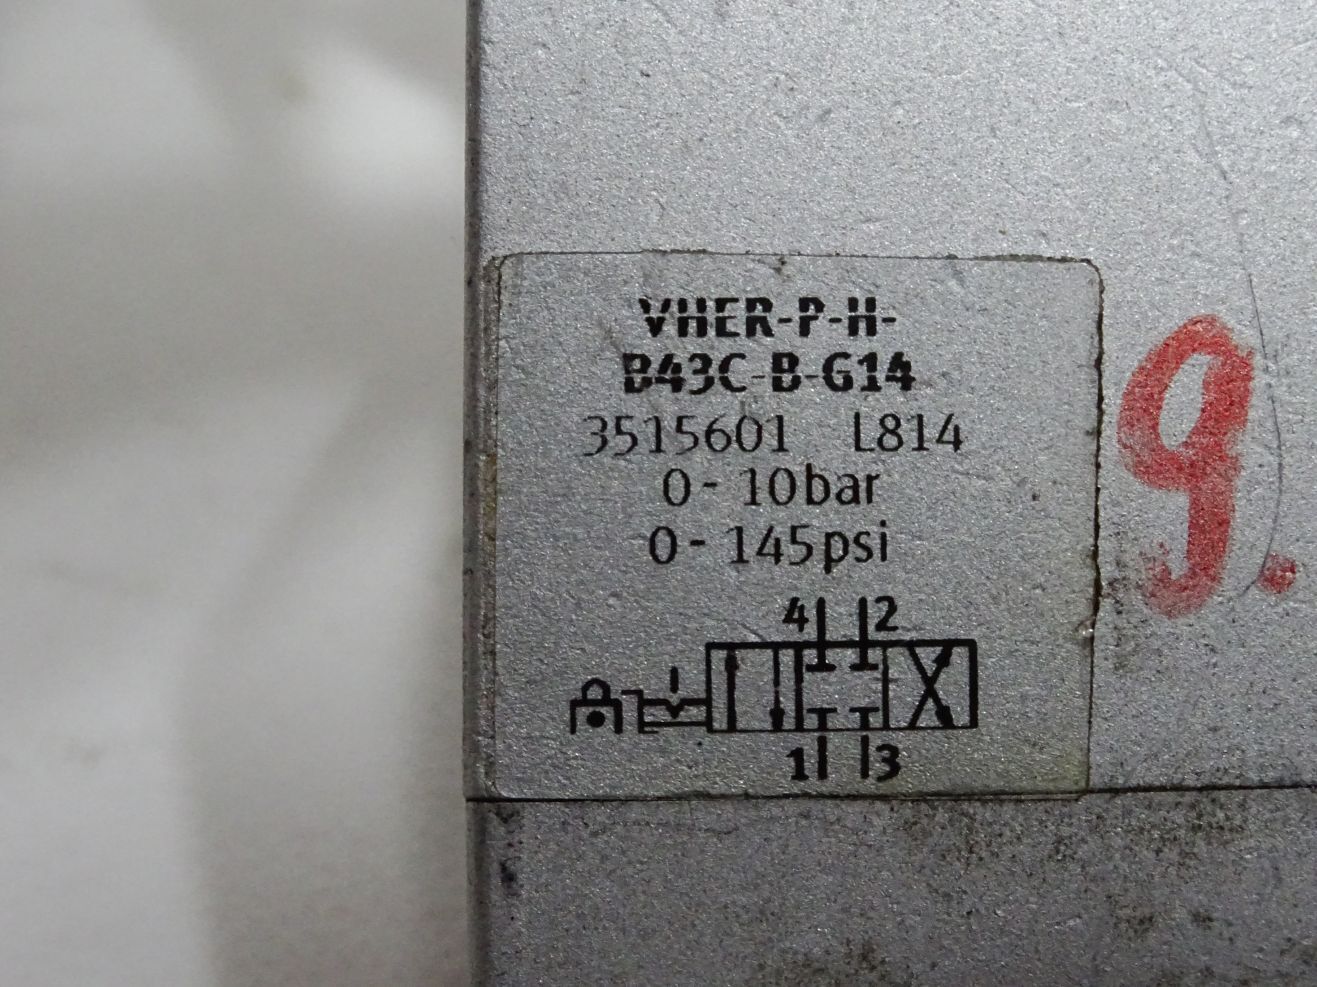 VHER-P-H-
B43C-B-G14
3515601 L814
0- 10bar
0- 145psi
4 2
1 3
9.